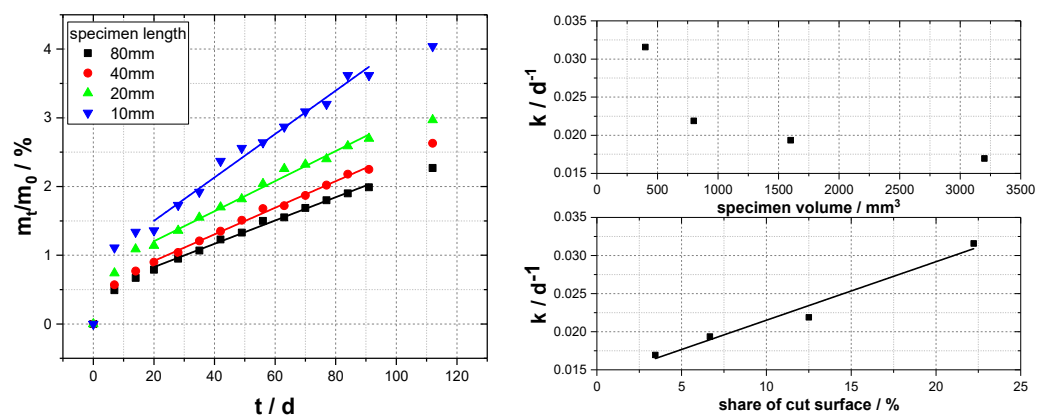 specimen length
80mm
40mm
20mm
10mm
4
3
2
1
0
m_t/m_0 / %
0 20 40 60 80 100 120
t / d
0.035
0.030
0.025
0.020
0.015
k / d⁻¹
0 500 1000 1500 2000 2500 3000 3500
specimen volume / mm³
0.035
0.030
0.025
0.020
0.015
k / d⁻¹
0 5 10 15 20 25
share of cut surface / %